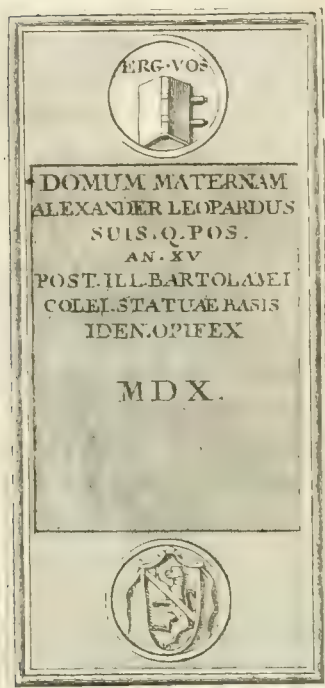 ERG·VOS
DOMUM MATERNAM
ALEXANDER LEOPARDUS
SUIS.Q.POS.
AN·XV
POST.ILL.BARTOLAMEI
COLEI.STATUAE BASIS
IDEN.OPIFEX
MDX.